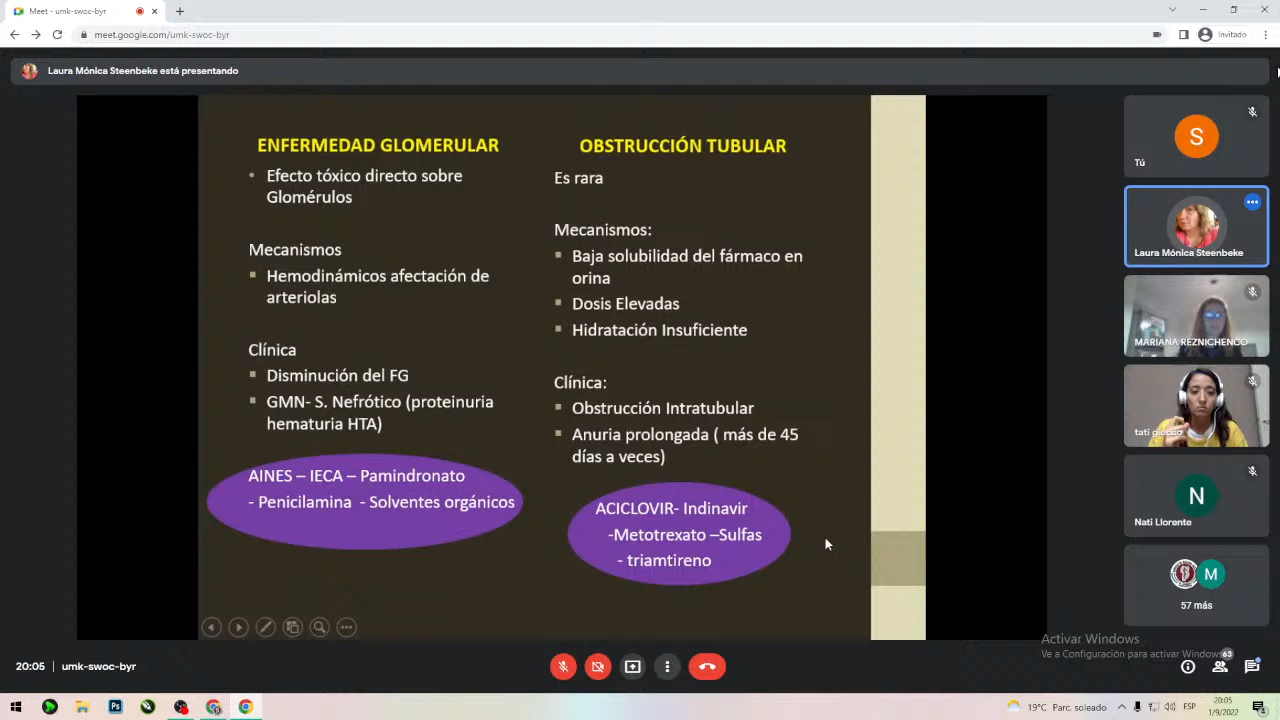 Meet - umk-swoc-byr
meet.google.com/umk-swoc-byr
Invitado
Laura Mónica Steenbeke está presentando
ENFERMEDAD GLOMERULAR
• Efecto tóxico directo sobre
Glomérulos
Mecanismos
Hemodinámicos afectación de
arteriolas
Clínica
Disminución del FG
GMN- S. Nefrótico (proteinuria
hematuria HTA)
AINES – IECA – Pamindronato
- Penicilamina - Solventes orgánicos
OBSTRUCCIÓN TUBULAR
Es rara
Mecanismos:
Baja solubilidad del fármaco en
orina
Dosis Elevadas
Hidratación Insuficiente
Clínica:
Obstrucción Intratubular
Anuria prolongada ( más de 45
días a veces)
ACICLOVIR- Indinavir
-Metotrexato –Sulfas
- triamtireno
S
Tú
Laura Mónica Steenbeke
MARIANA REZNICHENCO
tati giucco
N
Nati Llorente
M
57 más
Activar Windows
Ve a Configuración para activar Windows.
63
20:05 | umk-swoc-byr
19°C Parc. soleado
ESP
20:05
1/9/2022
4